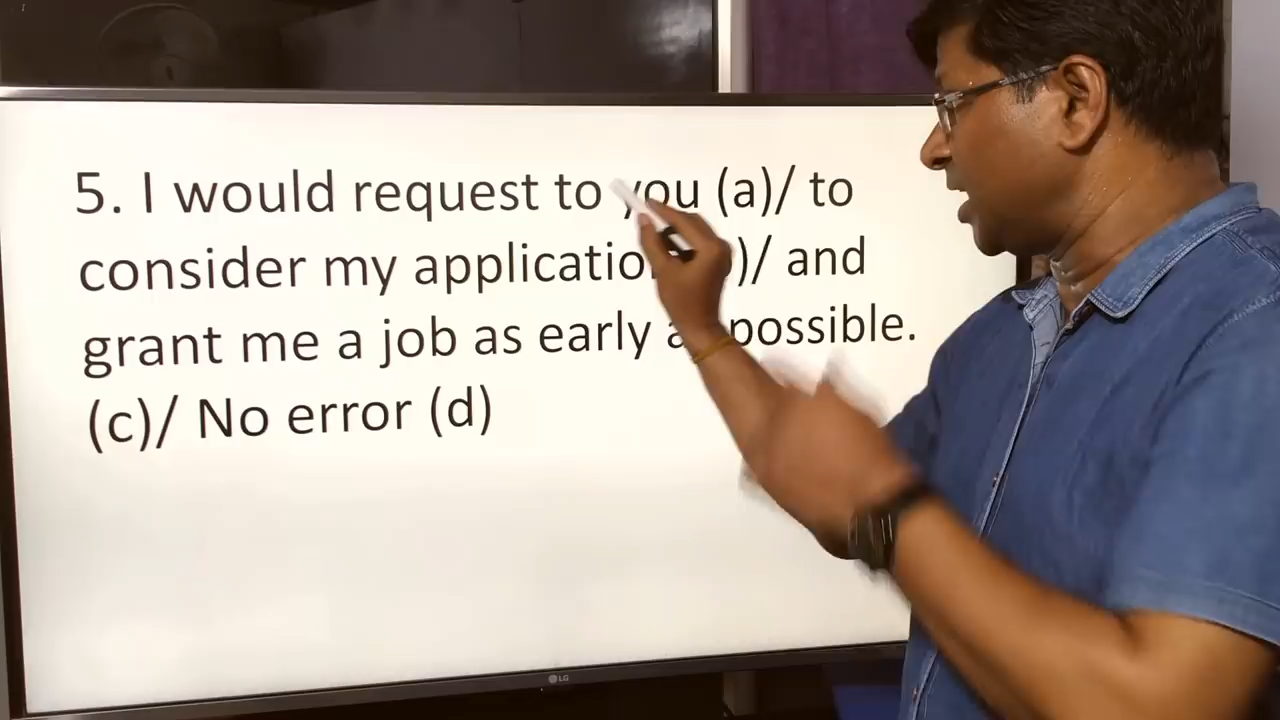 5. I would request to you (a)/ to
consider my )/ and
grant me a job as early possible.
(c)/ No error (d)
LG